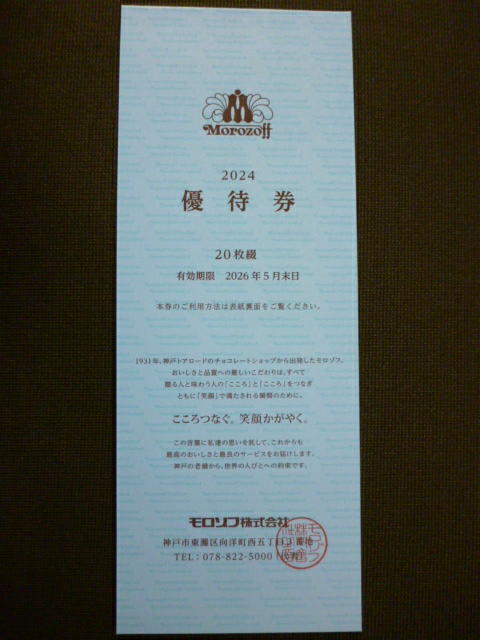 Morozoff
2024
優待券
20枚綴
有効期限 2026年5月末日
本券のご利用方法は表紙裏面をご覧ください。
1931年、神戸トアロードのチョコレートショップから出発したモロゾフ。
おいしさと品質への厳しいこだわりは、すべて
贈る人と味わう人の「こころ」と「こころ」をつなぎ
ともに「笑顔」で満たされる瞬間のために。
こころつなぐ。笑顔かがやく。
この言葉に私達の思いを託して、これからも
最高のおいしさと最良のサービスをお届けします。
神戸の老舗から、世界の人びとへの約束です。
モロゾフ株式会社
神戸市東灘区向洋町西五丁目3番地
TEL：078-822-5000